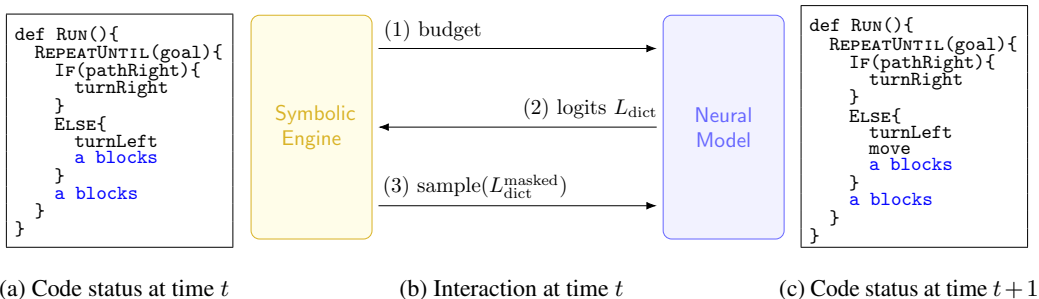 def RUN(){
REPEATUNTIL(goal){
IF(pathRight){
turnRight
}
ELSE{
turnLeft
a blocks
}
a blocks
}
}
(a) Code status at time t
Symbolic
Engine
(1) budget
(2) logits L_dict
(3) sample(L_dict^masked)
Neural
Model
(b) Interaction at time t
def RUN(){
REPEATUNTIL(goal){
IF(pathRight){
turnRight
}
ELSE{
turnLeft
move
a blocks
}
a blocks
}
}
(c) Code status at time t+1